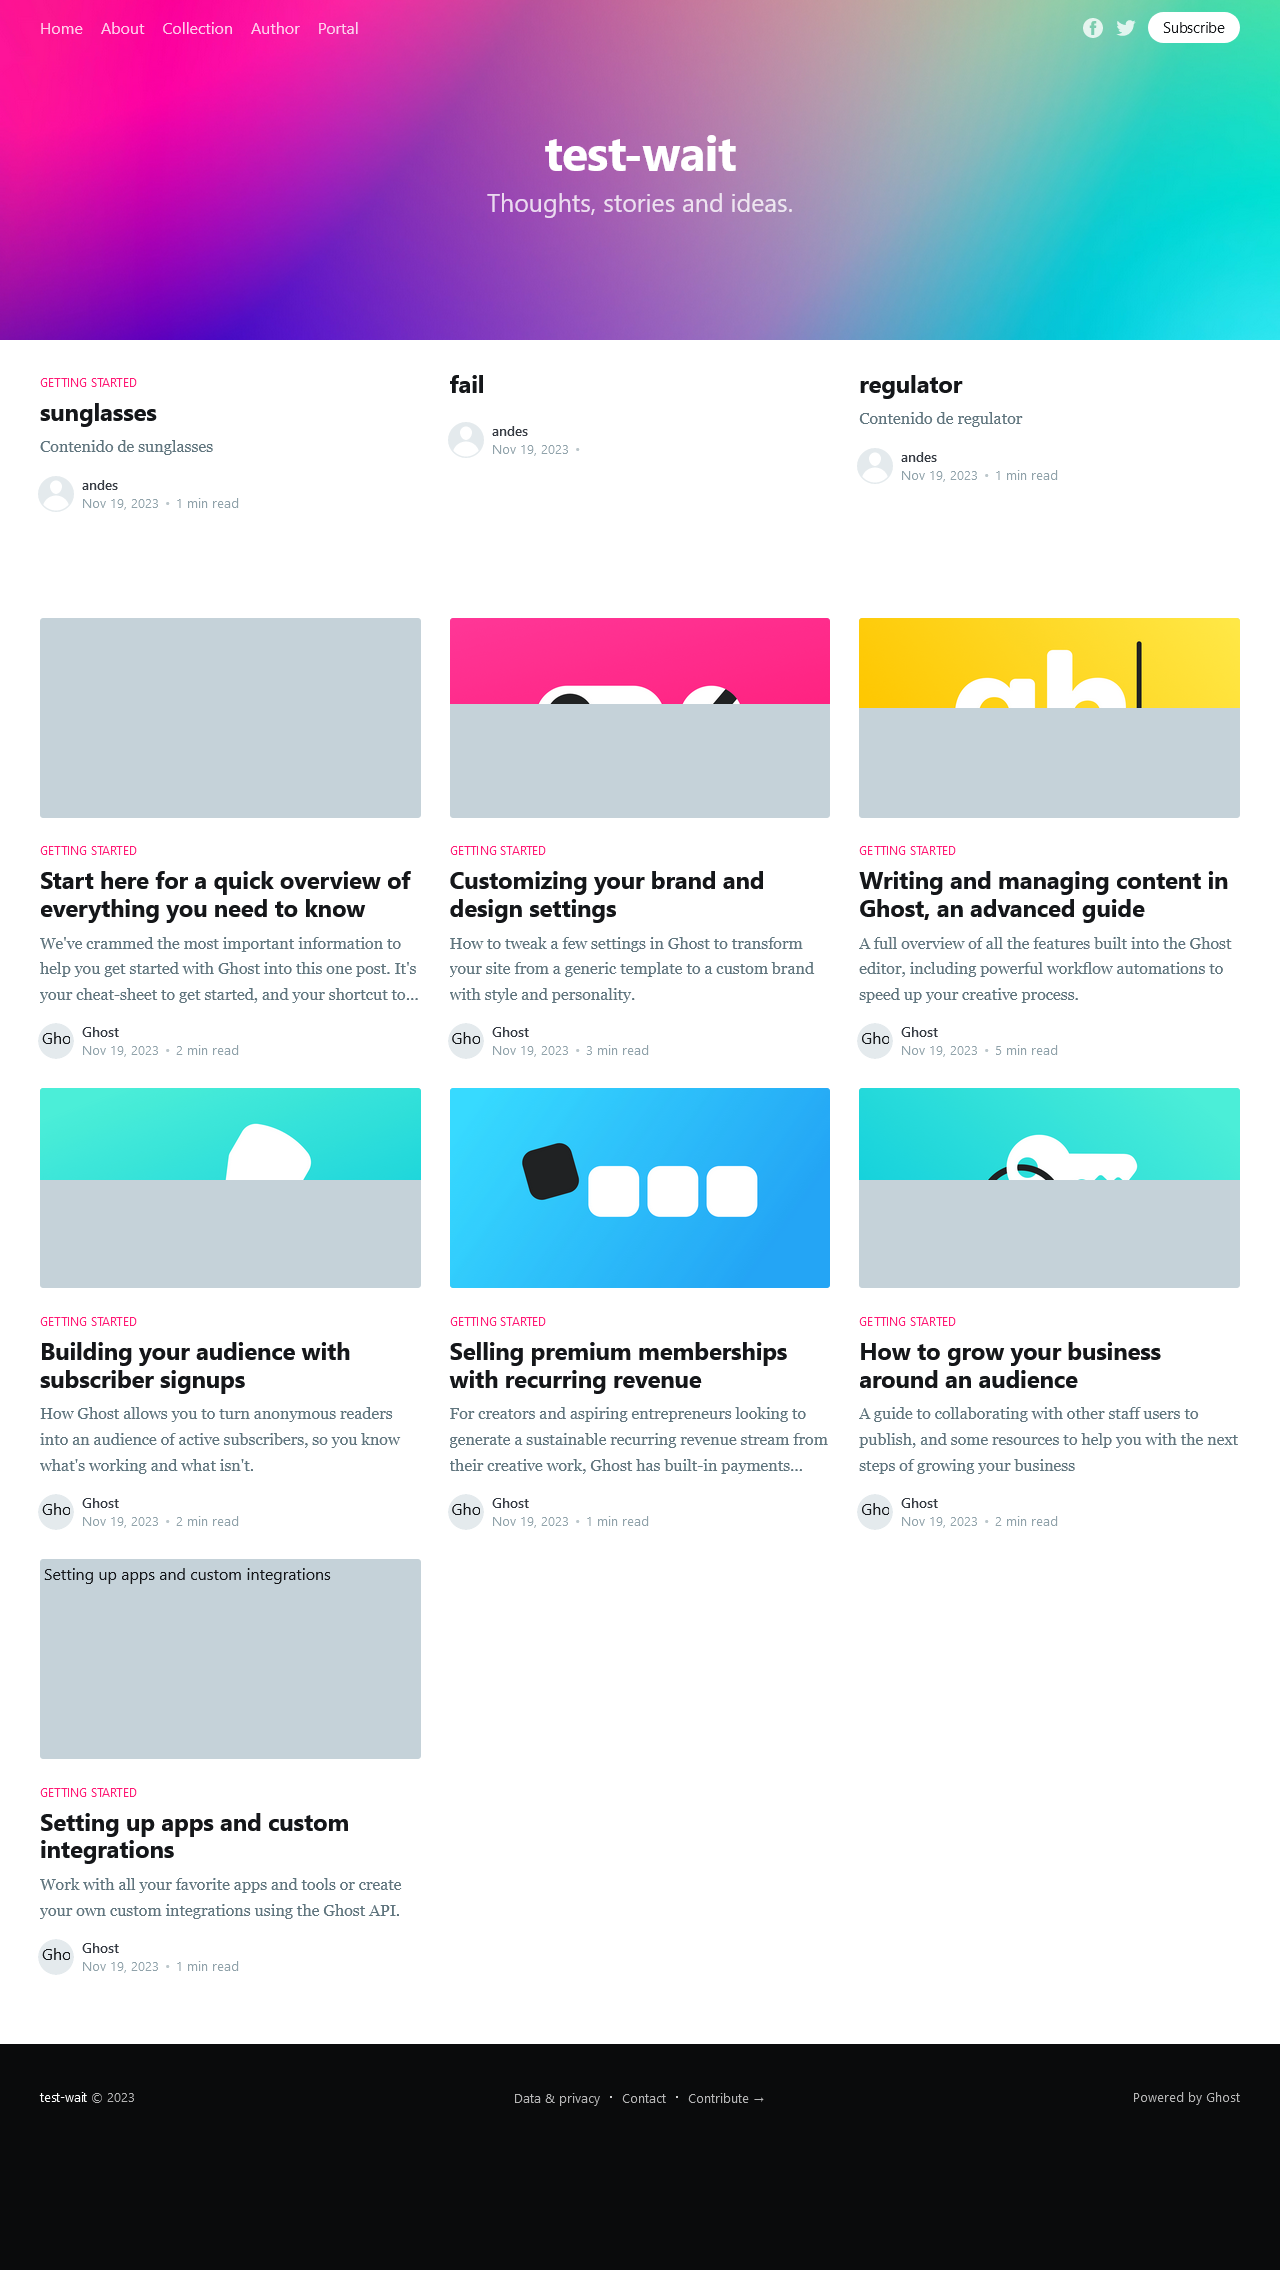 Home About Collection Author Portal
Subscribe
test-wait
Thoughts, stories and ideas.
GETTING STARTED
sunglasses
Contenido de sunglasses
andes
Nov 19, 2023 • 1 min read
fail
andes
Nov 19, 2023 •
regulator
Contenido de regulator
andes
Nov 19, 2023 • 1 min read
GETTING STARTED
Start here for a quick overview of
everything you need to know
We've crammed the most important information to
help you get started with Ghost into this one post. It's
your cheat-sheet to get started, and your shortcut to...
Gho
Ghost
Nov 19, 2023 • 2 min read
GETTING STARTED
Customizing your brand and
design settings
How to tweak a few settings in Ghost to transform
your site from a generic template to a custom brand
with style and personality.
Gho
Ghost
Nov 19, 2023 • 3 min read
gh
GETTING STARTED
Writing and managing content in
Ghost, an advanced guide
A full overview of all the features built into the Ghost
editor, including powerful workflow automations to
speed up your creative process.
Gho
Ghost
Nov 19, 2023 • 5 min read
GETTING STARTED
Building your audience with
subscriber signups
How Ghost allows you to turn anonymous readers
into an audience of active subscribers, so you know
what's working and what isn't.
Gho
Ghost
Nov 19, 2023 • 2 min read
GETTING STARTED
Selling premium memberships
with recurring revenue
For creators and aspiring entrepreneurs looking to
generate a sustainable recurring revenue stream from
their creative work, Ghost has built-in payments...
Gho
Ghost
Nov 19, 2023 • 1 min read
GETTING STARTED
How to grow your business
around an audience
A guide to collaborating with other staff users to
publish, and some resources to help you with the next
steps of growing your business
Gho
Ghost
Nov 19, 2023 • 2 min read
Setting up apps and custom integrations
GETTING STARTED
Setting up apps and custom
integrations
Work with all your favorite apps and tools or create
your own custom integrations using the Ghost API.
Gho
Ghost
Nov 19, 2023 • 1 min read
test-wait © 2023
Data & privacy • Contact • Contribute →
Powered by Ghost